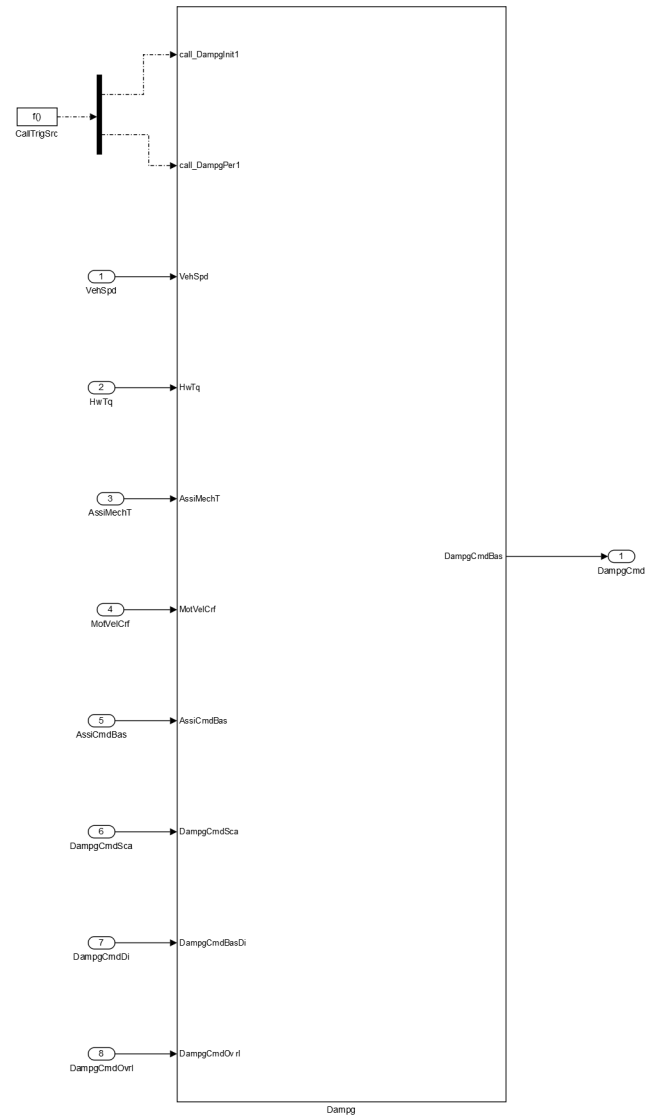 call_DampgInit1
f()
CallTrigSrc
call_DampgPer1
1
VehSpd
VehSpd
2
HwTq
HwTq
3
AssiMechT
AssiMechT
DampgCmdBas
1
DampgCmd
4
MotVelCrf
MotVelCrf
5
AssiCmdBas
AssiCmdBas
6
DampgCmdSca
DampgCmdSca
7
DampgCmdDi
DampgCmdBasDi
8
DampgCmdOvrl
DampgCmdOvrl
Dampg